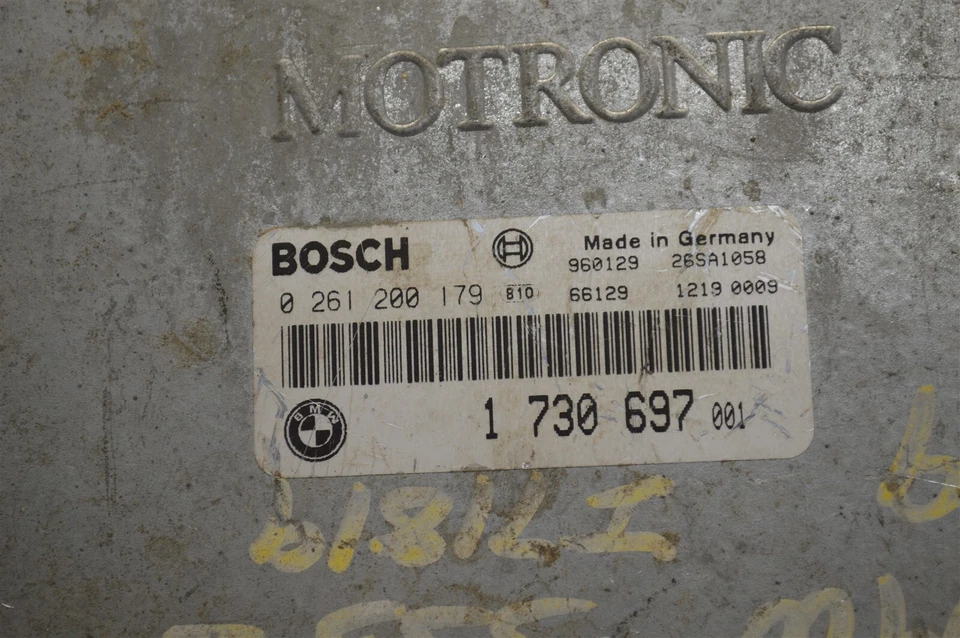 MOTRONIC
BOSCH
Made in Germany
960129 26SA1058
0 261 200 179 B10 66129 1219 0009
BMW
1 730 697 001